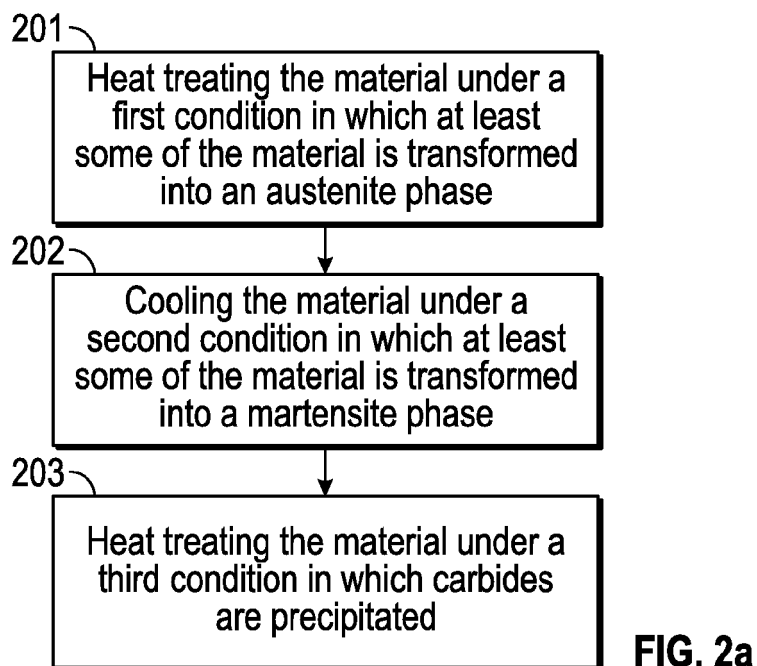 201
Heat treating the material under a
first condition in which at least
some of the material is transformed
into an austenite phase
202
Cooling the material under a
second condition in which at least
some of the material is transformed
into a martensite phase
203
Heat treating the material under a
third condition in which carbides
are precipitated
FIG. 2a